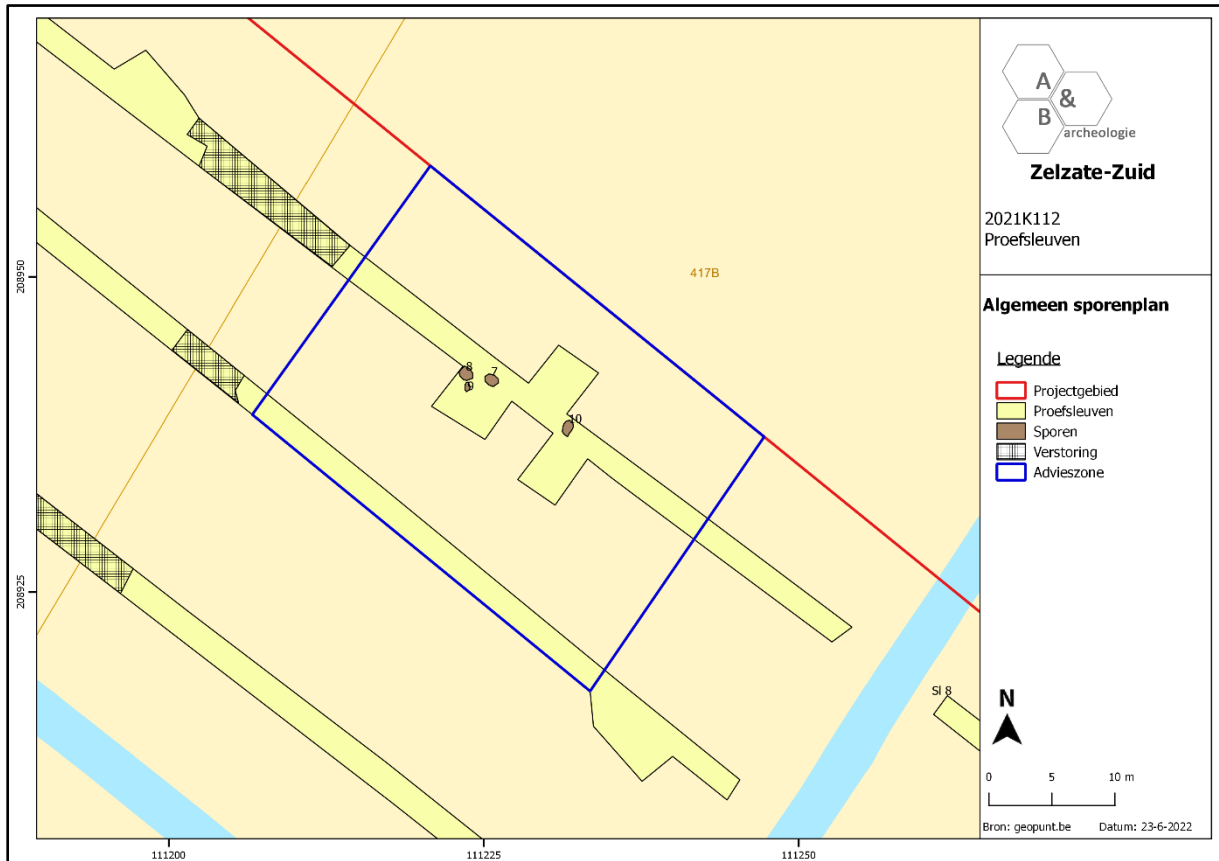 A
&
B
archeologie
Zelzate-Zuid
2021K112
Proefsleuven
Algemeen sporenplan
Legende
Projectgebied
Proefsleuven
Sporen
Verstoring
Advieszone
N
0 5 10 m
Bron: geopunt.be Datum: 23-6-2022
417B
8
7
9
10
Sl 8
208950
208925
111200
111225
111250